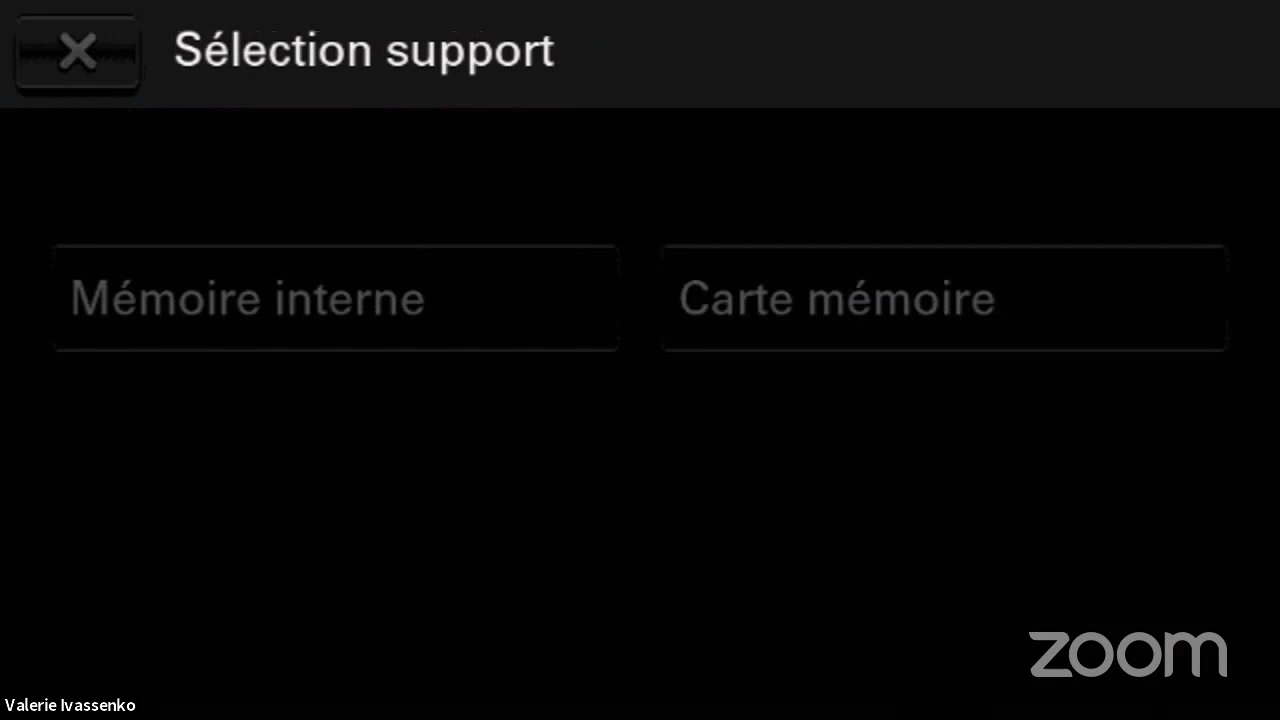 Sélection support
Mémoire interne
Carte mémoire
zoom
Valerie Ivassenko